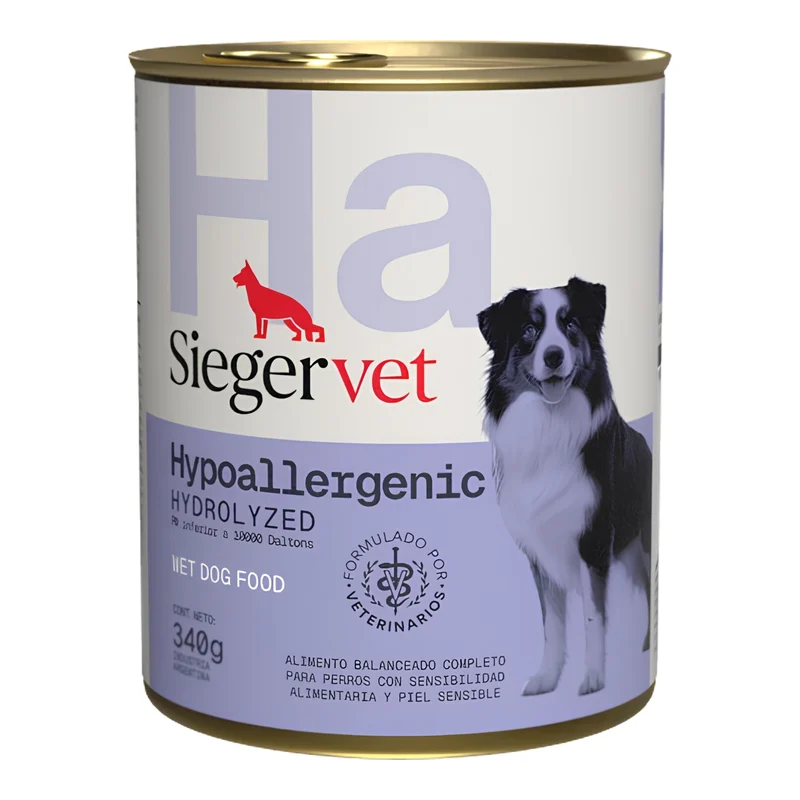 Ha
Siegervet
Hypoallergenic
HYDROLYZED
PM inferior a 10000 Daltons
WET DOG FOOD
FORMULADO POR
VETERINARIOS
CONT. NETO:
340g
INDUSTRIA
ARGENTINA
ALIMENTO BALANCEADO COMPLETO
PARA PERROS CON SENSIBILIDAD
ALIMENTARIA Y PIEL SENSIBLE